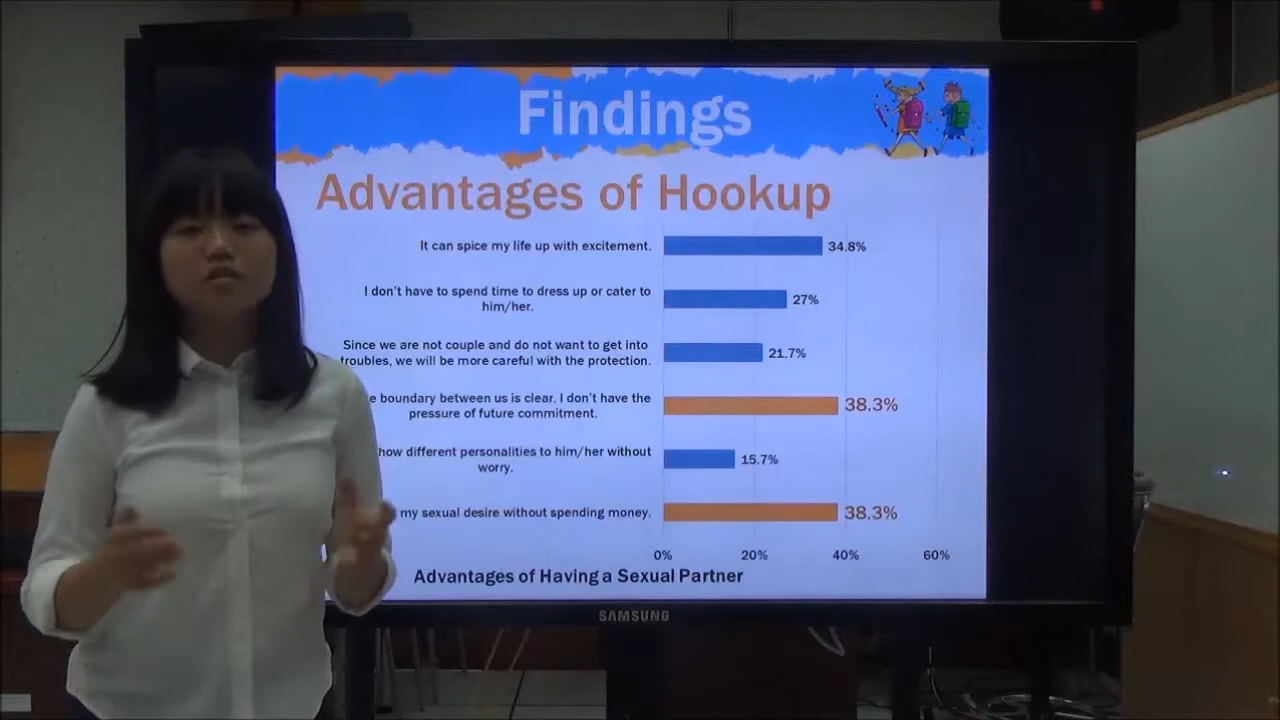 Findings
Advantages of Hookup
It can spice my life up with excitement.
34.8%
I don't have to spend time to dress up or cater to
him/her.
27%
Since we are not couple and do not want to get into
troubles, we will be more careful with the protection.
21.7%
boundary between us is clear. I don't have the
pressure of future commitment.
38.3%
different personalities to him/her without
worry.
15.7%
my sexual desire without spending money.
38.3%
0% 20% 40% 60%
Advantages of Having a Sexual Partner
SAMSUNG